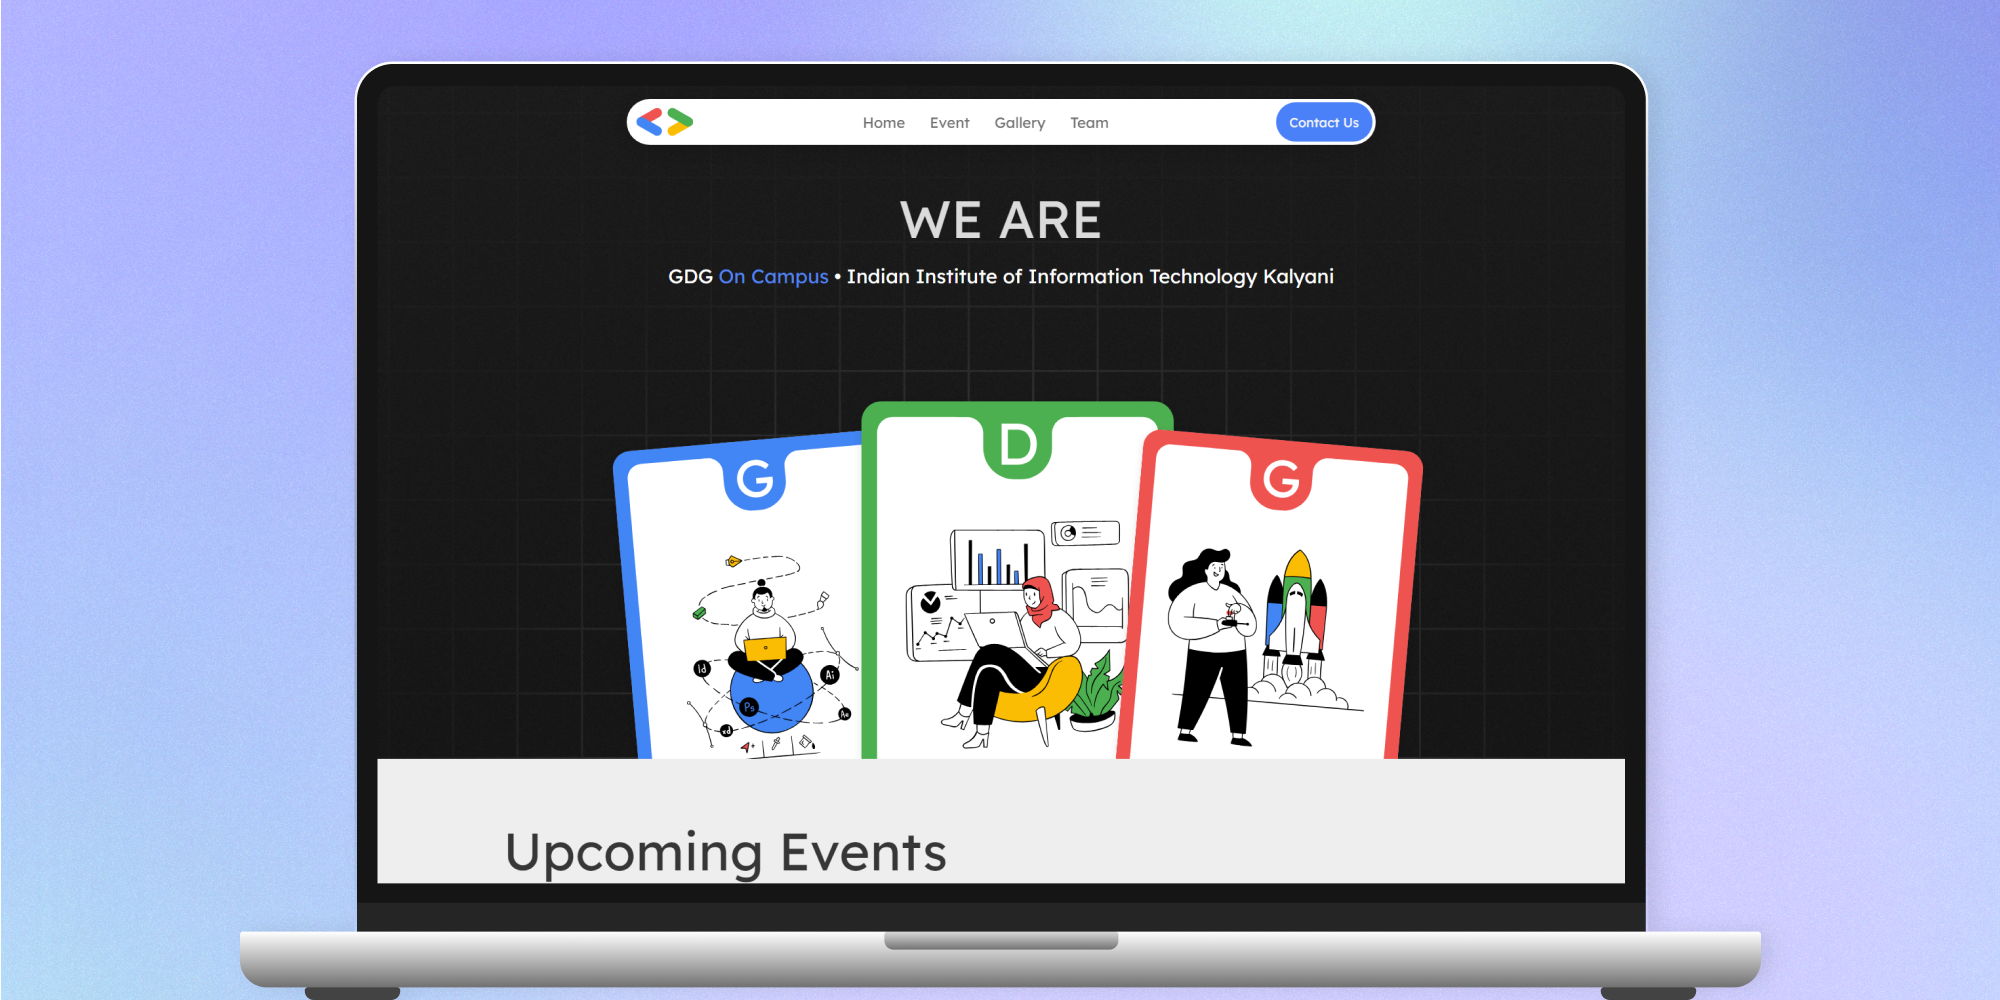 Home Event Gallery Team Contact Us
WE ARE
GDG On Campus • Indian Institute of Information Technology Kalyani
G D G
Id Ai
Ps Ae
Xd
Upcoming Events